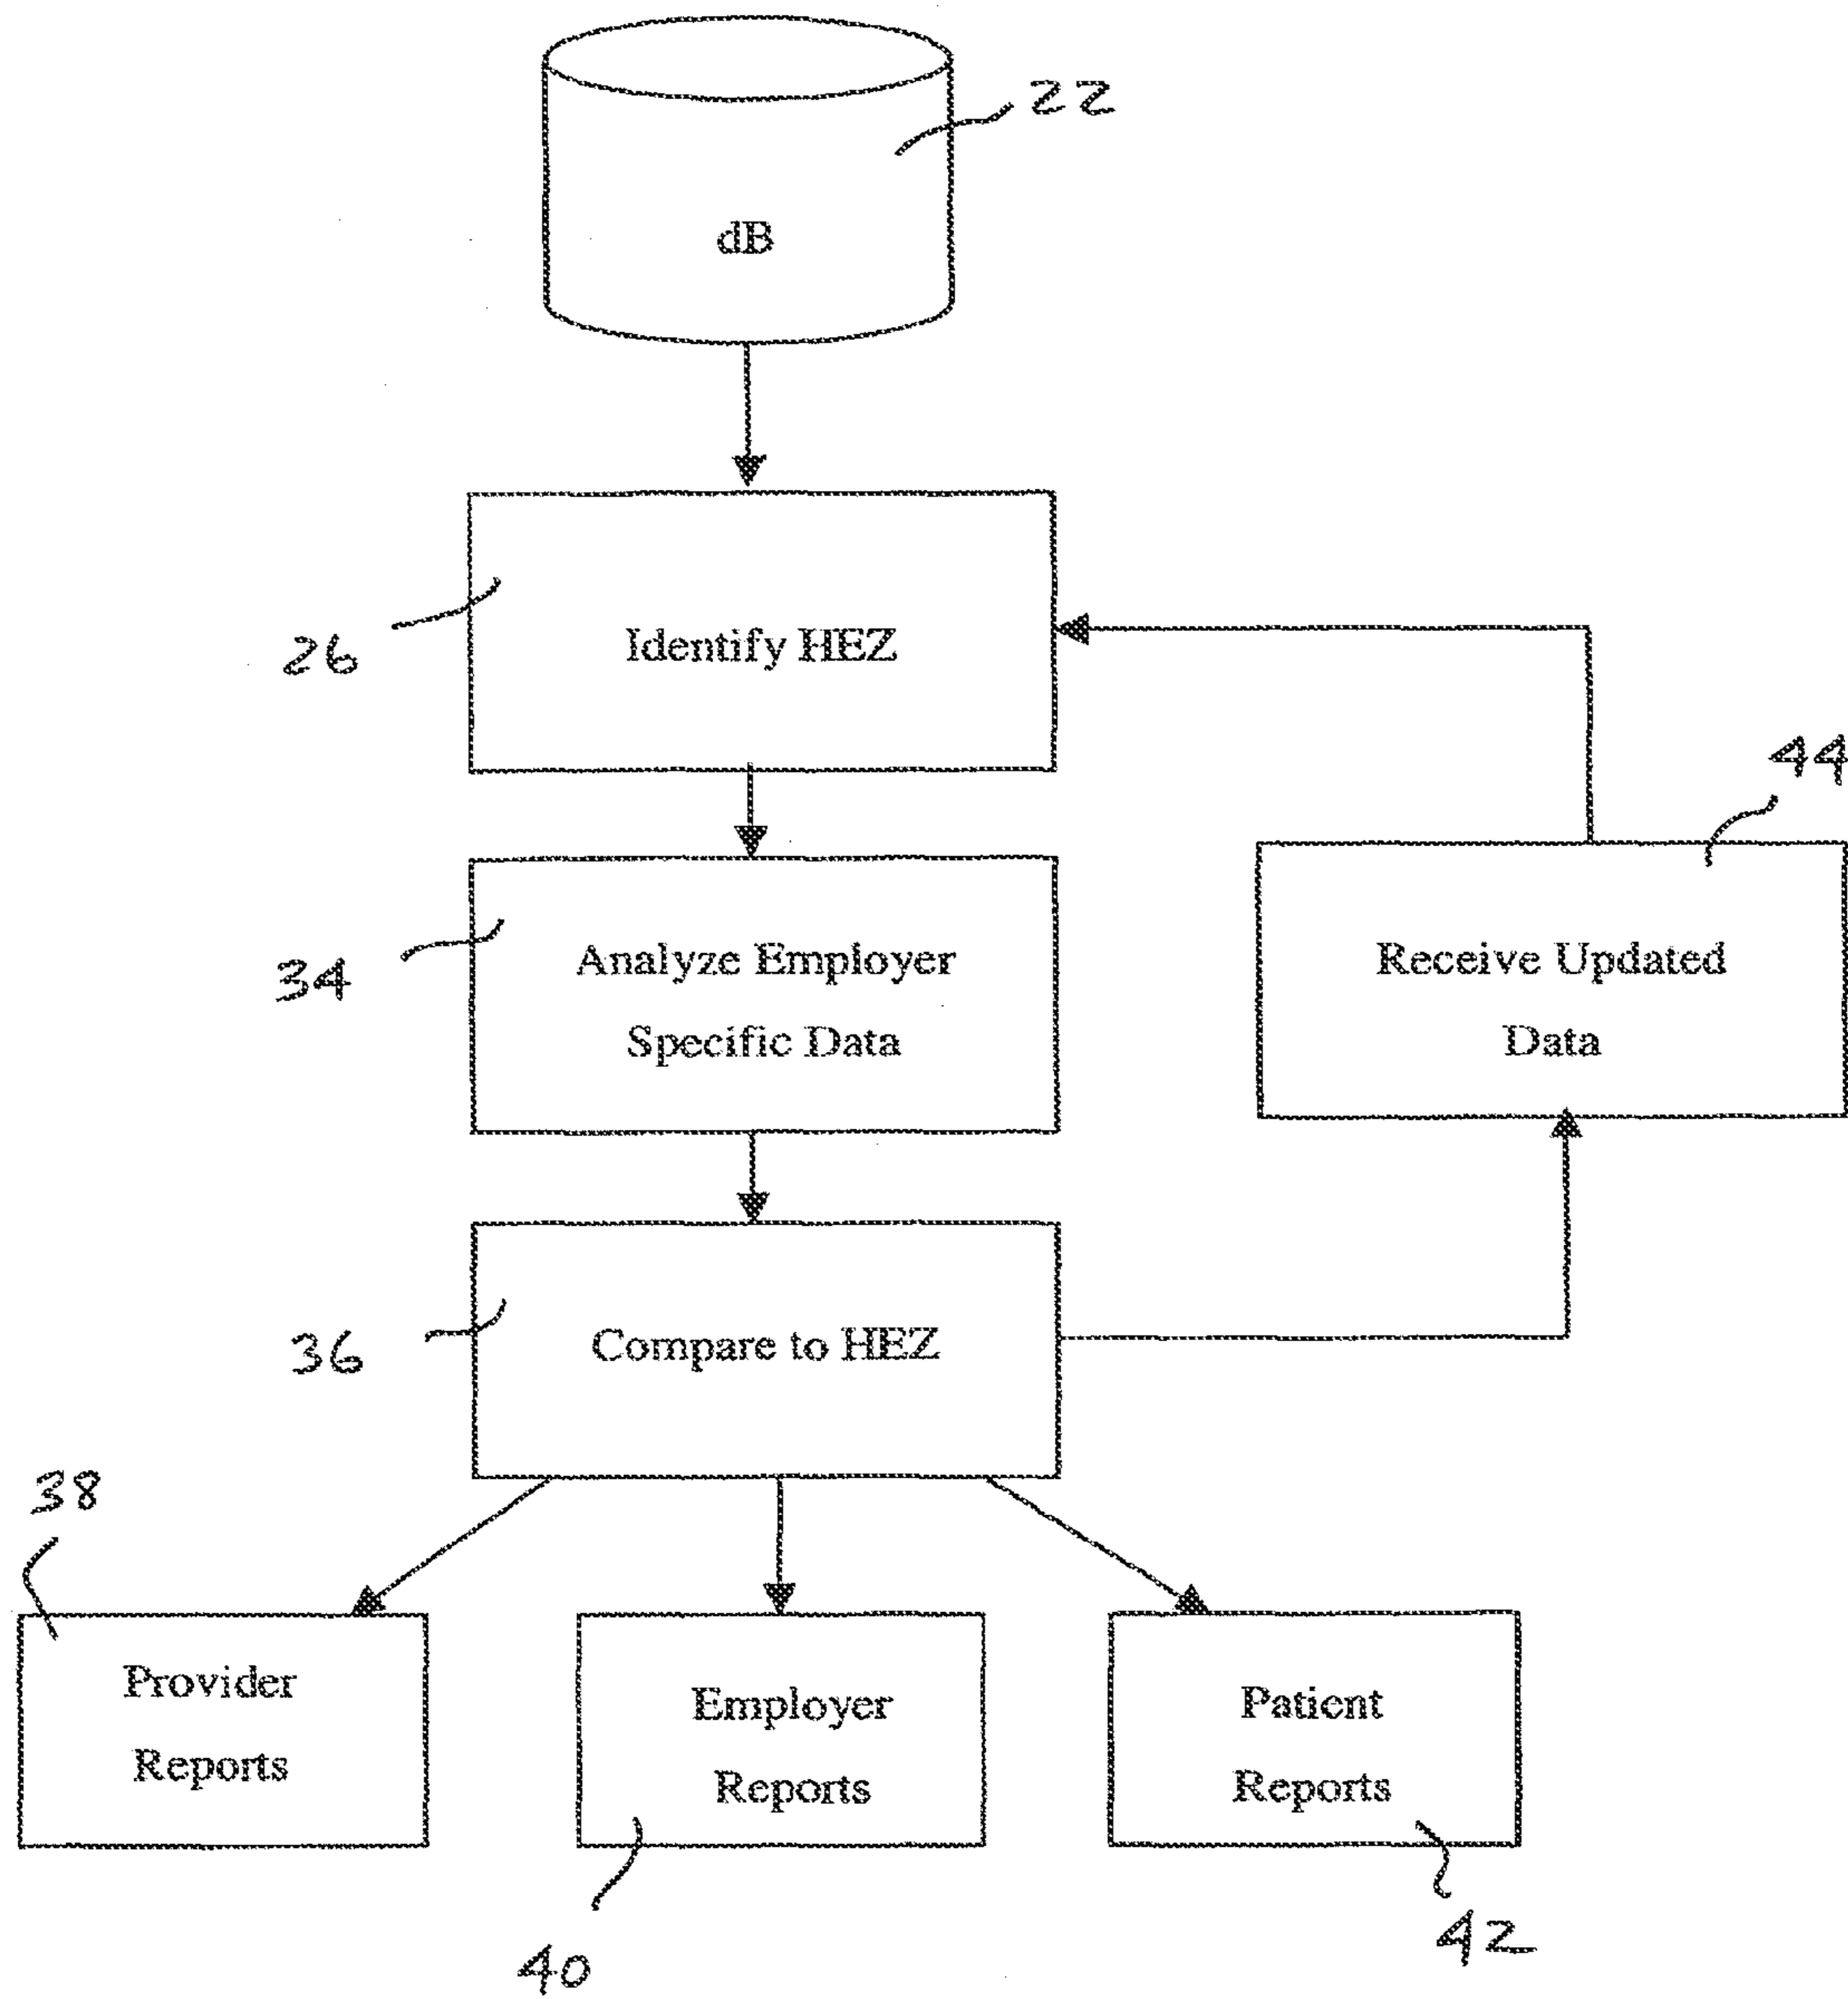 22
dB
26
Identify HEZ
44
34
Analyze Employer
Specific Data
Receive Updated
Data
36
Compare to HEZ
38
Provider
Reports
Employer
Reports
Patient
Reports
40
42